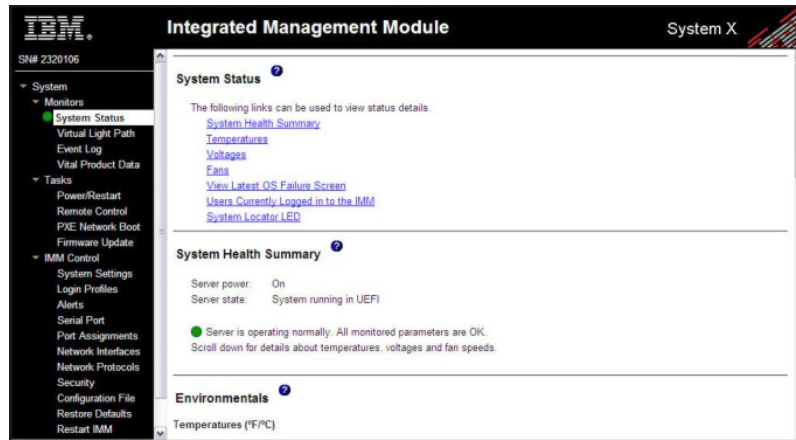 IBM.
Integrated Management Module
System X
SN# 2320106
System
Monitors
System Status
Virtual Light Path
Event Log
Vital Product Data
Tasks
Power/Restart
Remote Control
PXE Network Boot
Firmware Update
IMM Control
System Settings
Login Profiles
Alerts
Serial Port
Port Assignments
Network Interfaces
Network Protocols
Security
Configuration File
Restore Defaults
Restart IMM
System Status ?
The following links can be used to view status details.
System Health Summary
Temperatures
Voltages
Fans
View Latest OS Failure Screen
Users Currently Logged in to the IMM
System Locator LED
System Health Summary ?
Server power: On
Server state: System running in UEFI
Server is operating normally. All monitored parameters are OK.
Scroll down for details about temperatures, voltages and fan speeds.
Environmentals ?
Temperatures (°F/°C)